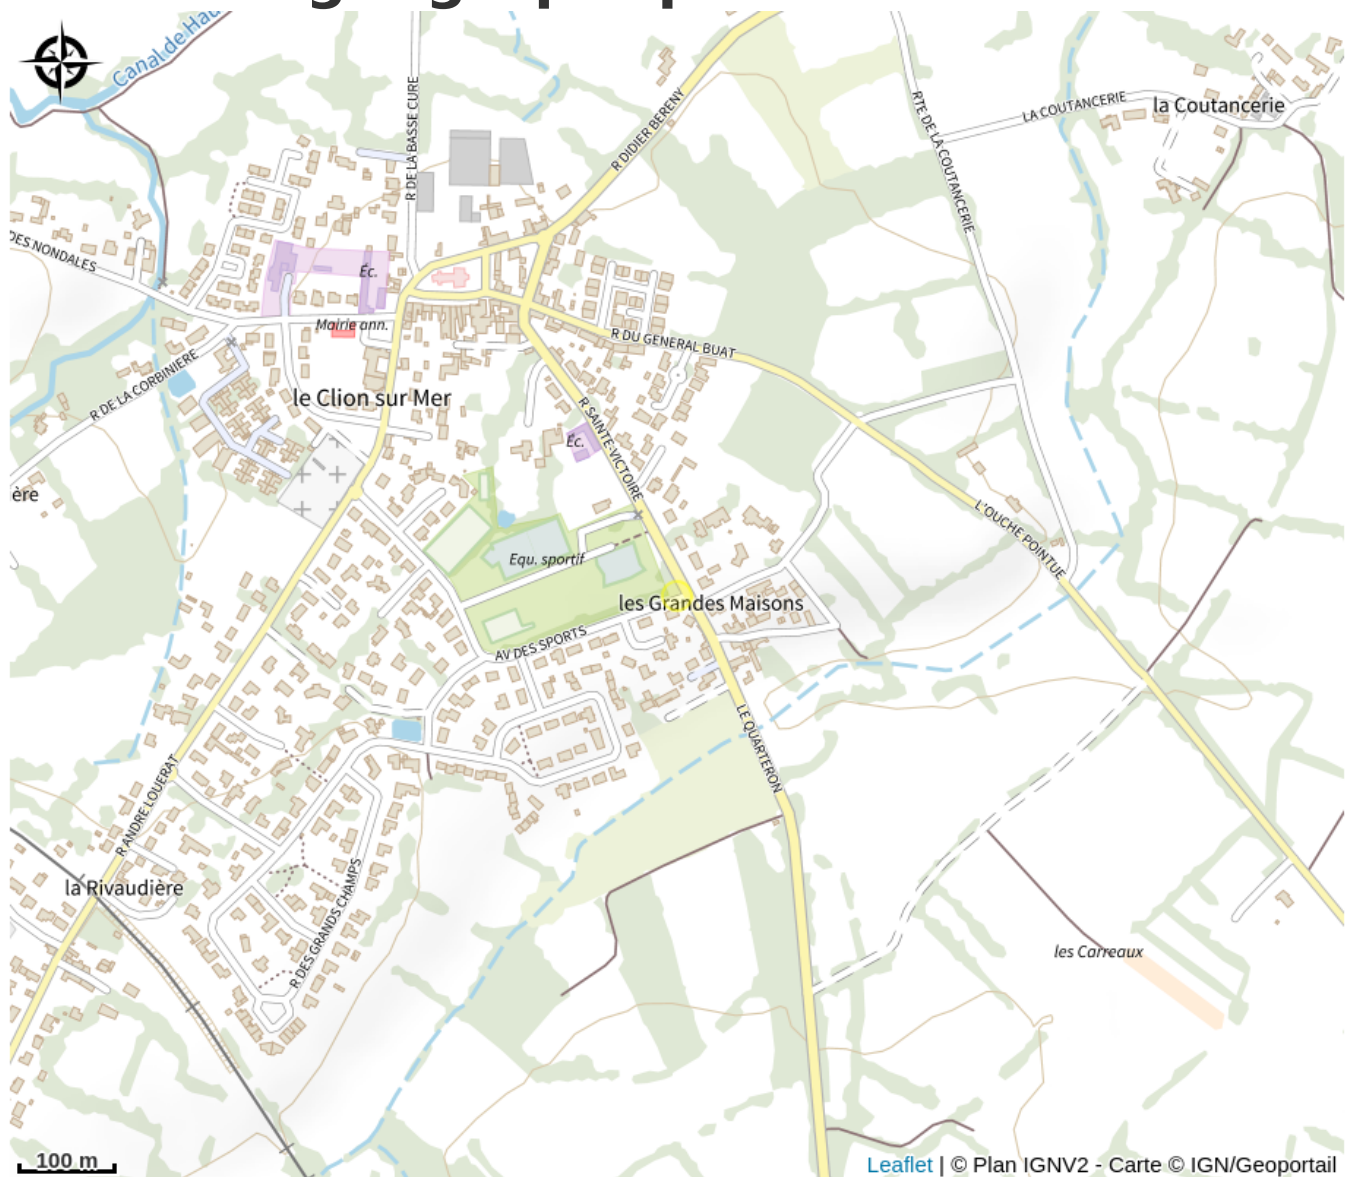 Canal de Hau
R DE LA BASSE CURE
R DIDIER BERENY
RTE DE LA COUTANCERIE
LA COUTANCERIE
la Coutancerie
DES NONDALES
Éc.
Mairie ann.
R DU GENERAL BUAT
R DE LA CORBINIERE
le Clion sur Mer
R SAINTE-VICTOIRE
Éc.
ère
L'OUCHE POINTUE
Equ. sportif
les Grandes Maisons
AV DES SPORTS
LE QUARTERON
R ANDRE LOUERAT
la Rivaudière
R DES GRANDS CHAMPS
les Carreaux
100 m
Leaflet | © Plan IGNV2 - Carte © IGN/Geoportail